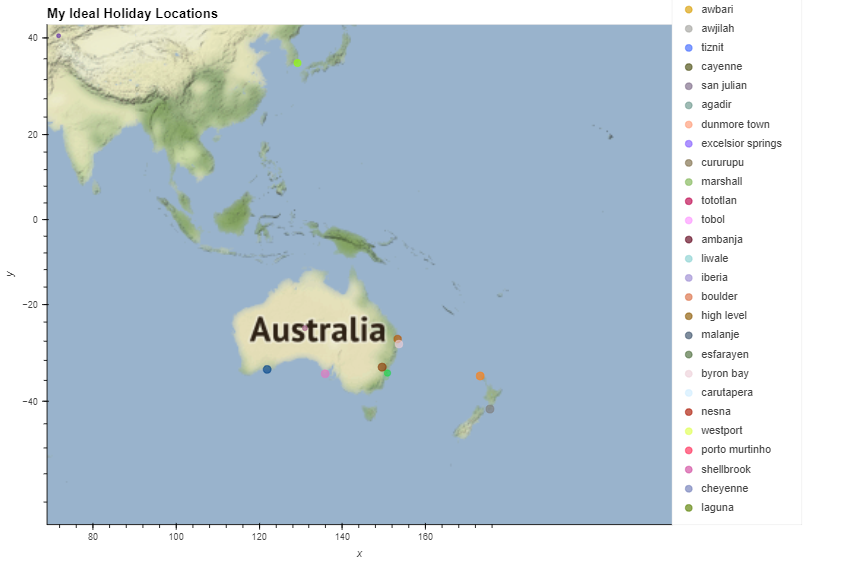 My Ideal Holiday Locations
awbari
awjilah
tiznit
cayenne
san julian
agadir
dunmore town
excelsior springs
cururupu
marshall
tototlan
tobol
ambanja
liwale
iberia
boulder
high level
malanje
esfarayen
byron bay
carutapera
nesna
westport
porto murtinho
shellbrook
cheyenne
laguna
40
20
0
−20
−40
y
Australia
80 100 120 140 160
x